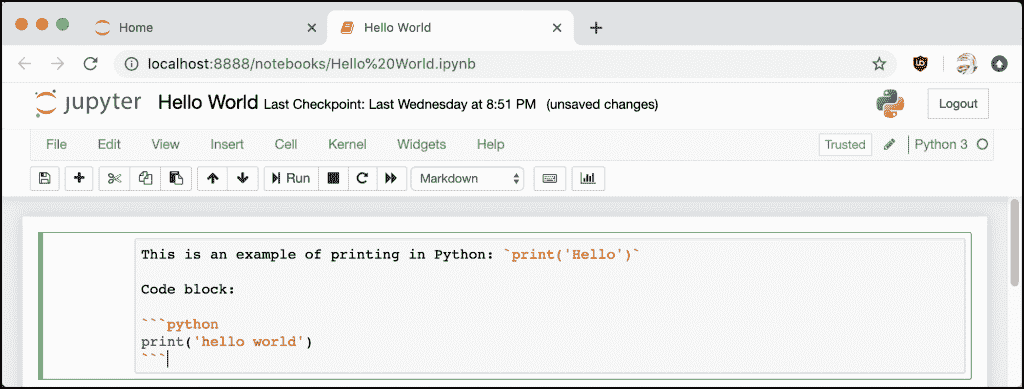 Home
Hello World
localhost:8888/notebooks/Hello%20World.ipynb
jupyter Hello World Last Checkpoint: Last Wednesday at 8:51 PM (unsaved changes) Logout
File Edit View Insert Cell Kernel Widgets Help Trusted Python 3
Run Markdown
This is an example of printing in Python: `print('Hello')`
Code block:
```python
print('hello world')
```